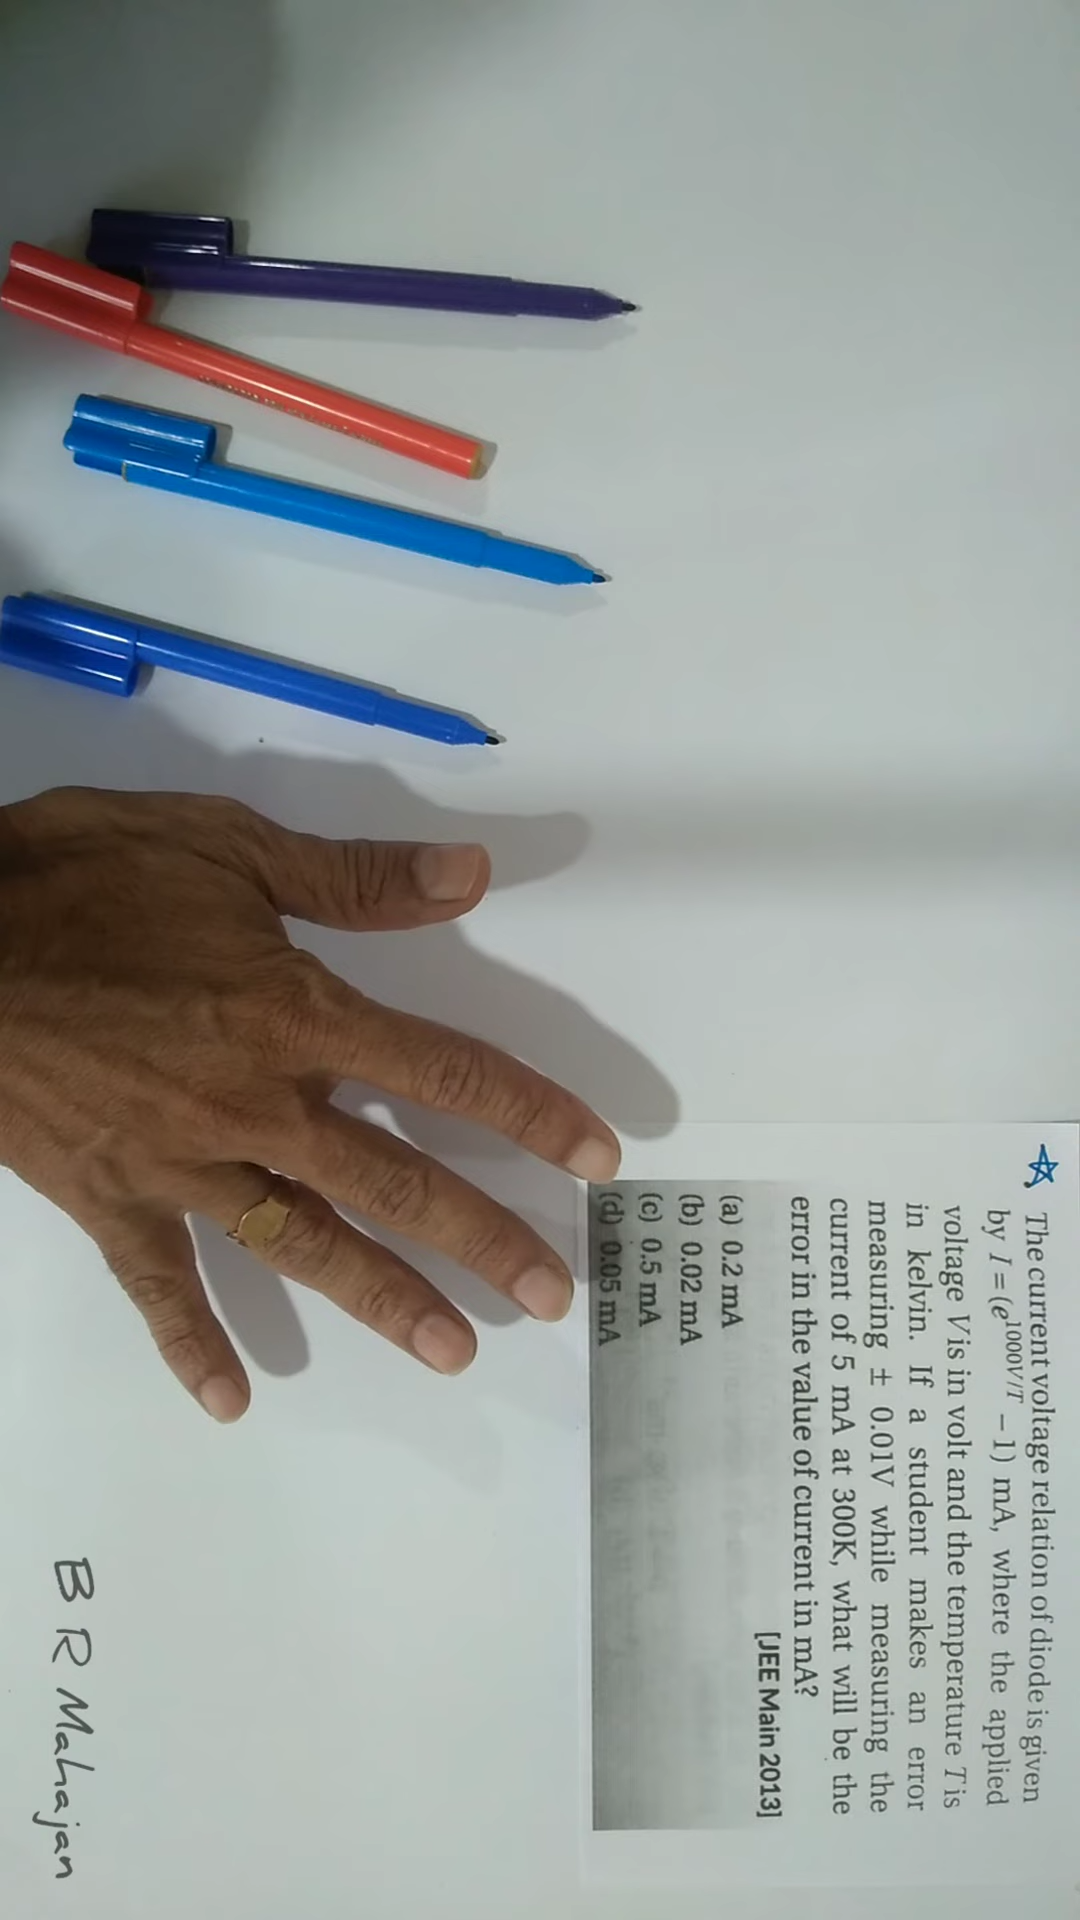 The current voltage relation of diode is given
by I = (e^1000V/T − 1) mA, where the applied
voltage V is in volt and the temperature T is
in kelvin. If a student makes an error
measuring ± 0.01V while measuring the
current of 5 mA at 300K, what will be the
error in the value of current in mA?
[JEE Main 2013]
(a) 0.2 mA
(b) 0.02 mA
(c) 0.5 mA
(d) 0.05 mA
B R Mahajan